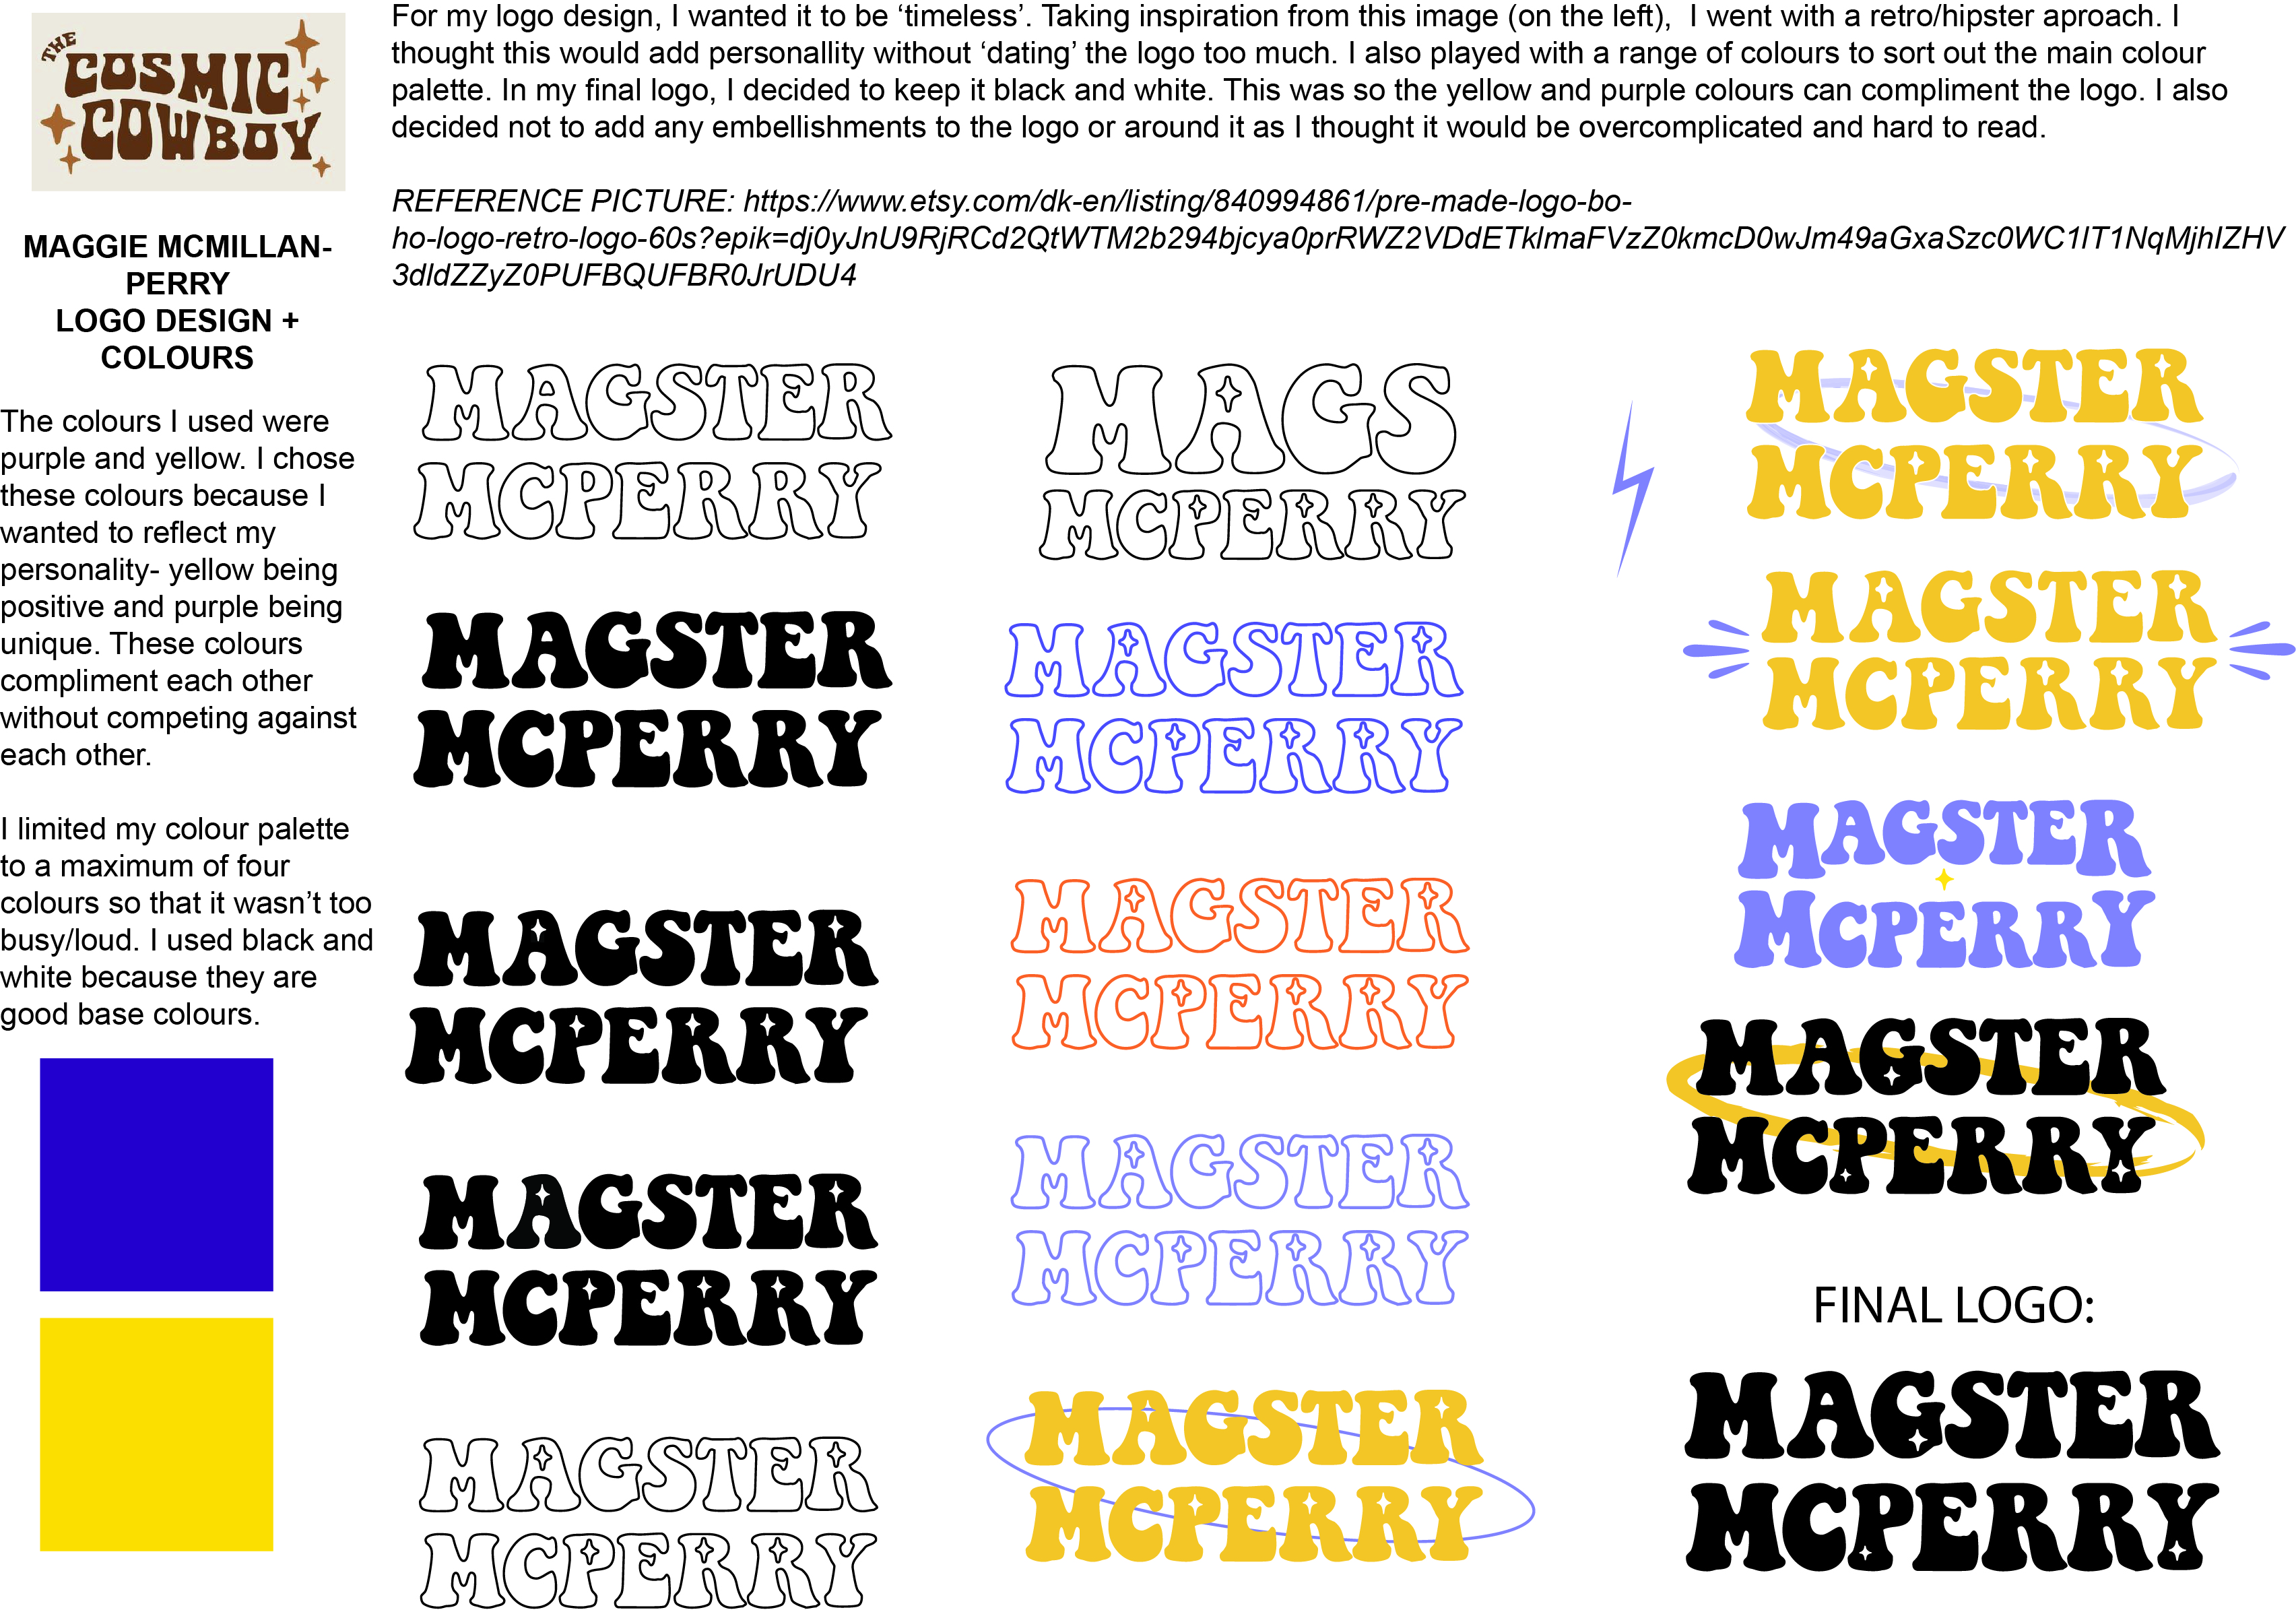 THE
COSMIC
COWBOY
For my logo design, I wanted it to be ‘timeless’. Taking inspiration from this image (on the left),  I went with a retro/hipster aproach. I
thought this would add personallity without ‘dating’ the logo too much. I also played with a range of colours to sort out the main colour
palette. In my final logo, I decided to keep it black and white. This was so the yellow and purple colours can compliment the logo. I also
decided not to add any embellishments to the logo or around it as I thought it would be overcomplicated and hard to read.
REFERENCE PICTURE: https://www.etsy.com/dk-en/listing/840994861/pre-made-logo-bo-
ho-logo-retro-logo-60s?epik=dj0yJnU9RjRCd2QtWTM2b294bjcya0prRWZ2VDdETklmaFVzZ0kmcD0wJm49aGxaSzc0WC1IT1NqMjhIZHV
3dldZZyZ0PUFBQUFBR0JrUDU4
MAGGIE MCMILLAN-
PERRY
LOGO DESIGN +
COLOURS
The colours I used were
purple and yellow. I chose
these colours because I
wanted to reflect my
personality- yellow being
positive and purple being
unique. These colours
compliment each other
without competing against
each other.
I limited my colour palette
to a maximum of four
colours so that it wasn’t too
busy/loud. I used black and
white because they are
good base colours.
MAGSTER
MCPERRY
MAGSTER
MCPERRY
MAGSTER
MCPERRY
MAGSTER
MCPERRY
MAGSTER
MCPERRY
MAGS
MCPERRY
MAGSTER
MCPERRY
MAGSTER
MCPERRY
MAGSTER
MCPERRY
MAGSTER
MCPERRY
MAGSTER
MCPERRY
MAGSTER
MCPERRY
MAGSTER
MCPERRY
MAGSTER
MCPERRY
FINAL LOGO:
MAGSTER
MCPERRY